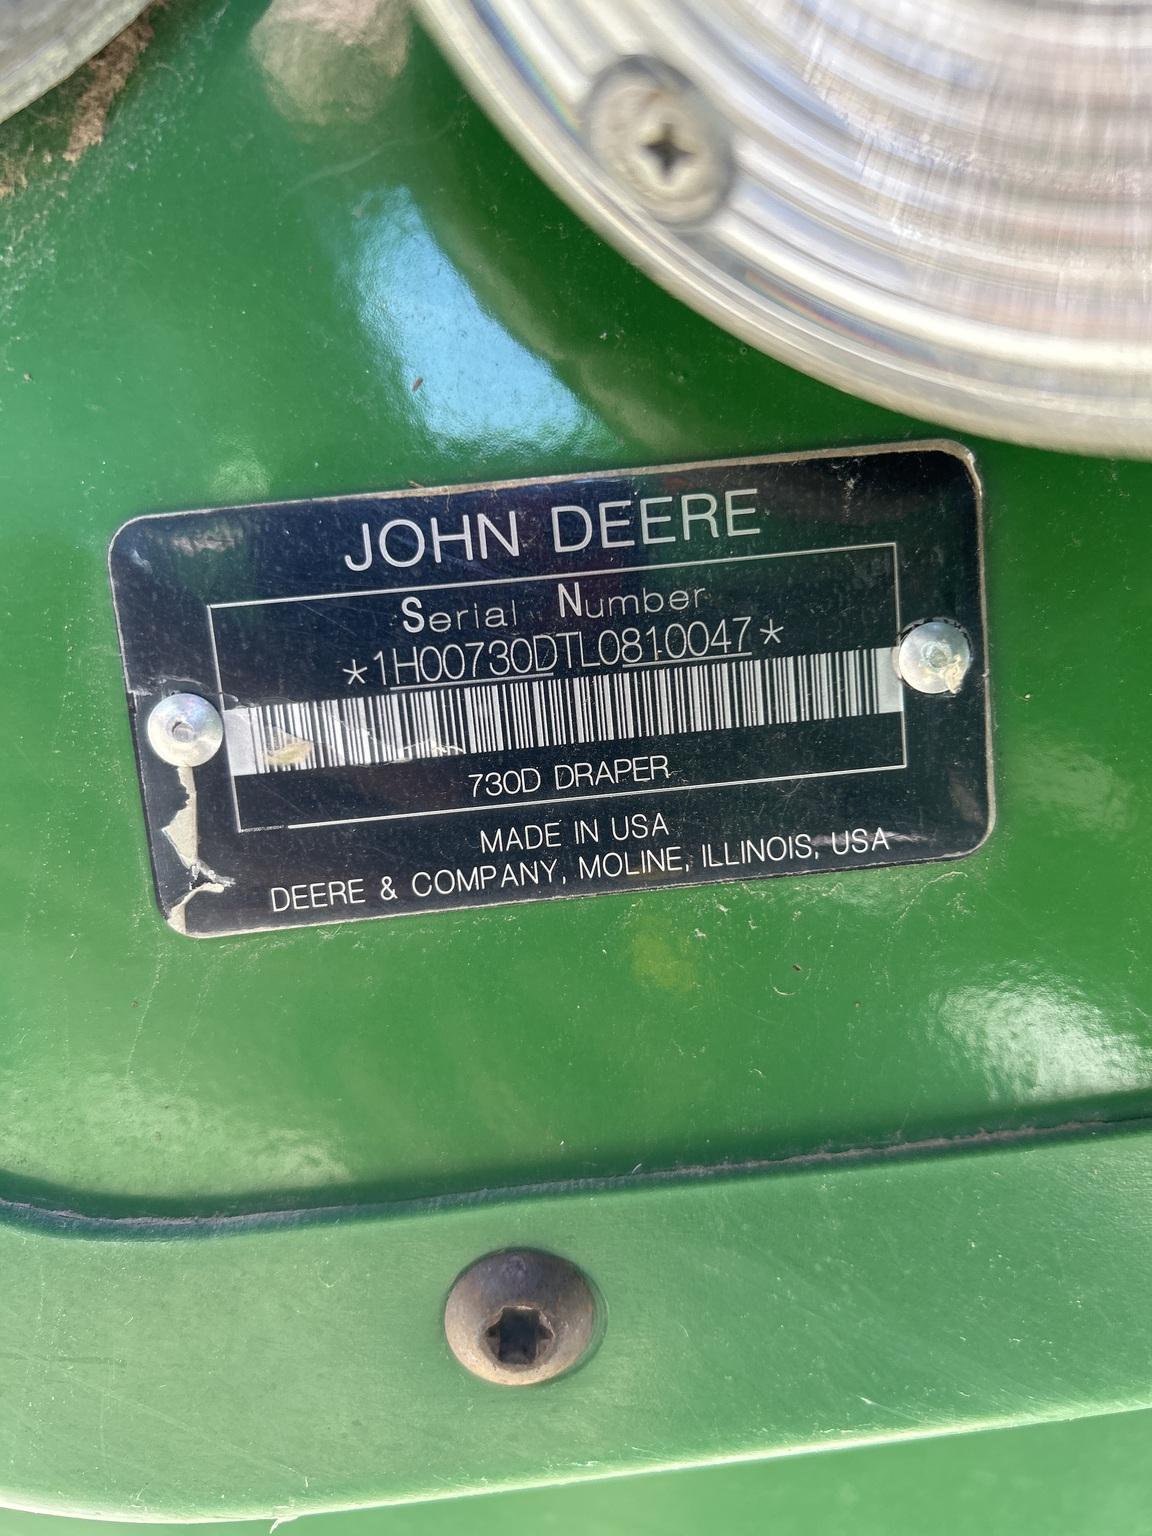 JOHN DEERE
Serial Number
*1H00730DTL0810047*
730D DRAPER
MADE IN USA
DEERE & COMPANY, MOLINE, ILLINOIS, USA